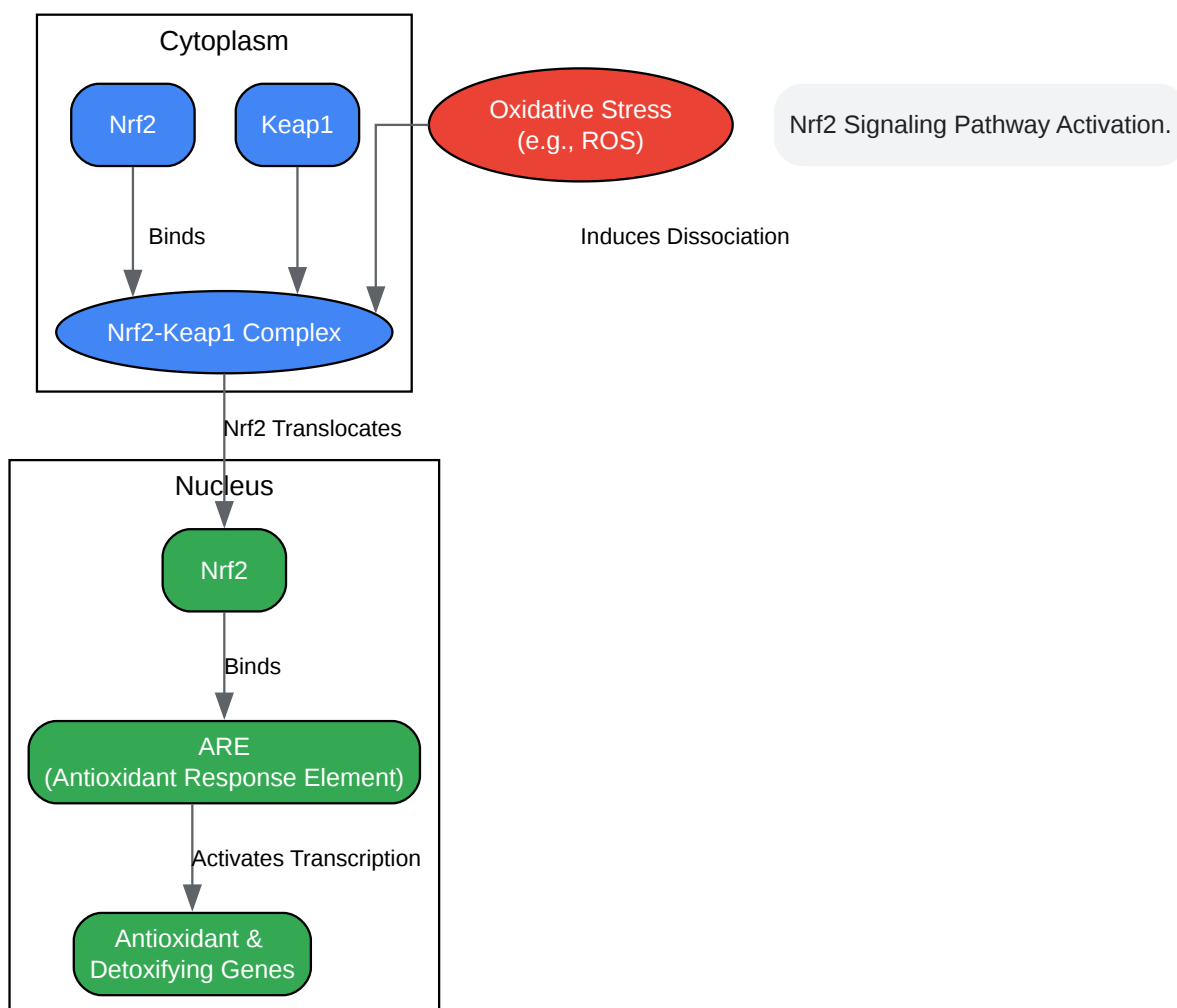 Cytoplasm
Nrf2
Keap1
Oxidative Stress
(e.g., ROS)
Nrf2 Signaling Pathway Activation.
Binds
Induces Dissociation
Nrf2-Keap1 Complex
Nrf2 Translocates
Nucleus
Nrf2
Binds
ARE
(Antioxidant Response Element)
Activates Transcription
Antioxidant &
Detoxifying Genes